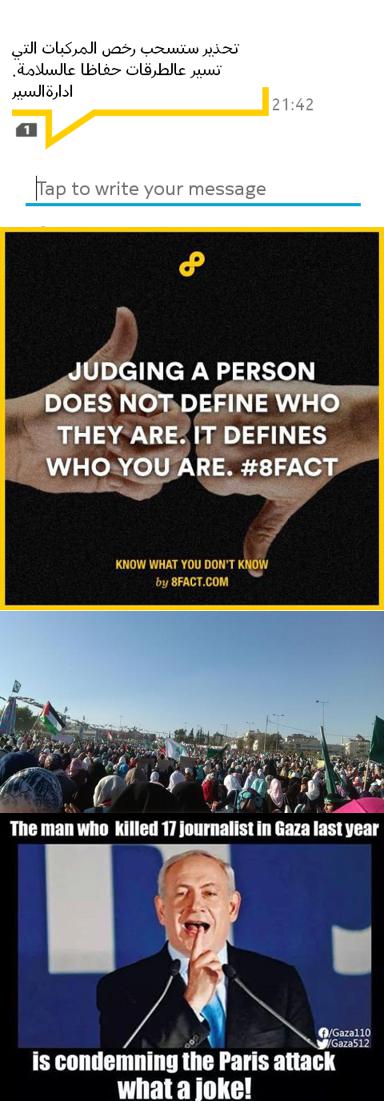 تحذير ستسحب رخص المركبات التي
تسير عالطرقات حفاظا عالسلامة.
ادارةالسير
21:42
1
Tap to write your message
JUDGING A PERSON
DOES NOT DEFINE WHO
THEY ARE. IT DEFINES
WHO YOU ARE. #8FACT
KNOW WHAT YOU DON'T KNOW
by 8FACT.COM
The man who killed 17 journalist in Gaza last year
/Gaza110
/Gaza512
is condemning the Paris attack
what a joke!